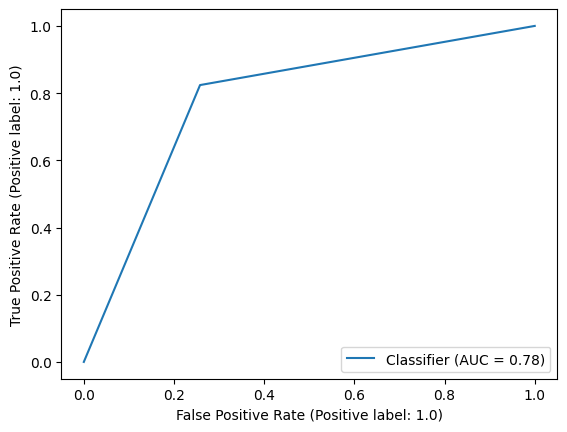 1.0
0.8
0.6
0.4
0.2
0.0
True Positive Rate (Positive label: 1.0)
Classifier (AUC = 0.78)
0.0 0.2 0.4 0.6 0.8 1.0
False Positive Rate (Positive label: 1.0)